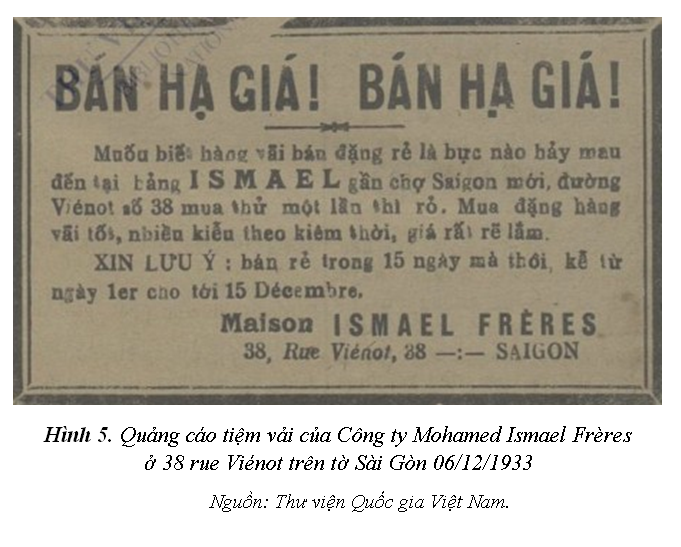 BÁN HẠ GIÁ! BÁN HẠ GIÁ!
Muốn biết hàng vãi bán đặng rẻ là bực nào hảy mau
đến tại hảng ISMAEL gần chợ Saigon mới, đường
Viénot số 38 mua thử một lần thì rỏ. Mua đặng hàng
vãi tốt, nhiều kiểu theo kiêm thời, giá rất rẽ lắm.
XIN LƯU Ý : bán rẻ trong 15 ngày mà thôi, kể từ
ngày 1er cho tới 15 Décembre.
Maison ISMAEL FRÈRES
38, Rue Viénot, 38 —:— SAIGON
Hình 5. Quảng cáo tiệm vải của Công ty Mohamed Ismael Frères
ở 38 rue Viénot trên tờ Sài Gòn 06/12/1933
Nguồn: Thư viện Quốc gia Việt Nam.